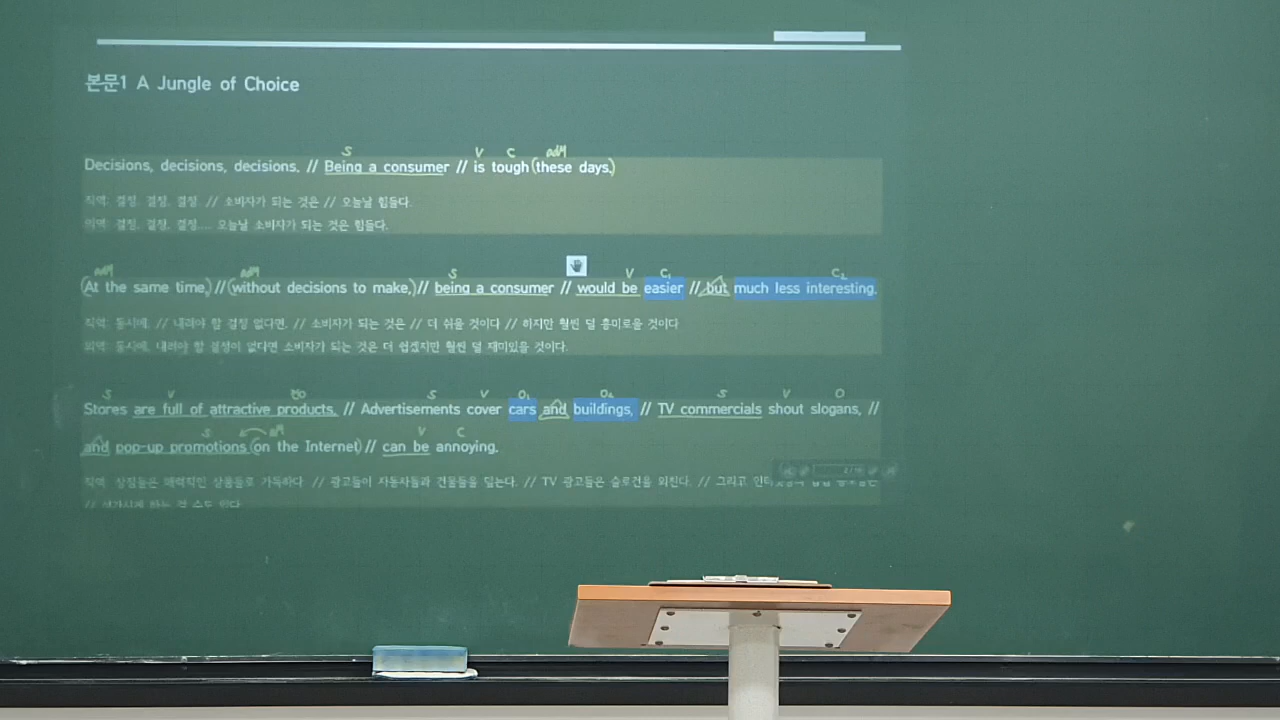 본문1 A Jungle of Choice
S V C adv
Decisions, decisions, decisions. // Being a consumer // is tough (these days.)
직역: 결정, 결정, 결정. // 소비자가 되는 것은 // 오늘날 힘들다.
의역: 결정, 결정, 결정.... 오늘날 소비자가 되는 것은 힘들다.
adv adv S V C₁ C₂
(At the same time,) // (without decisions to make,) // being a consumer // would be easier // but much less interesting.
직역: 동시에, // 내려야 할 결정 없다면, // 소비자가 되는 것은 // 더 쉬울 것이다 // 하지만 훨씬 덜 흥미로울 것이다
의역: 동시에, 내려야 할 결정이 없다면 소비자가 되는 것은 더 쉽겠지만 훨씬 덜 재미있을 것이다.
S V S V O₁ O₂ S V O
Stores are full of attractive products. // Advertisements cover cars and buildings, // TV commercials shout slogans, //
S V C
and pop-up promotions (on the Internet) // can be annoying.
직역: 상점들은 매력적인 상품들로 가득하다. // 광고들이 자동차들과 건물들을 덮는다. // TV 광고들은 슬로건을 외친다. // 그리고